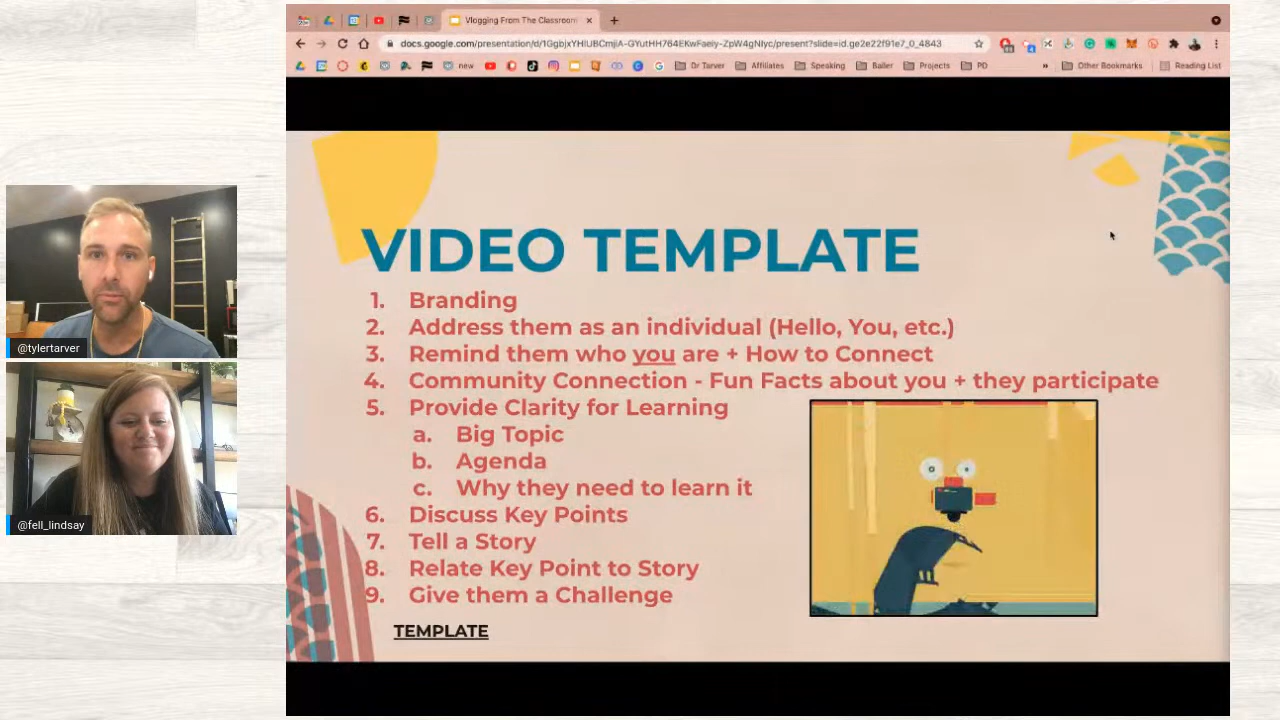 Vlogging From The Classroom
docs.google.com/presentation/d/1GgbjxYHlUBCmjiA-GYutHH764EKwFaeiy-ZpW4gNlyc/present?slide=id.ge2e22f91e7_0_4843
new
Dr Tarver
Affiliates
Speaking
Baller
Projects
PD
»
Other Bookmarks
Reading List
VIDEO TEMPLATE
1. Branding
2. Address them as an individual (Hello, You, etc.)
3. Remind them who you are + How to Connect
4. Community Connection - Fun Facts about you + they participate
5. Provide Clarity for Learning
a. Big Topic
b. Agenda
c. Why they need to learn it
6. Discuss Key Points
7. Tell a Story
8. Relate Key Point to Story
9. Give them a Challenge
TEMPLATE
@tylertarver
@fell_lindsay